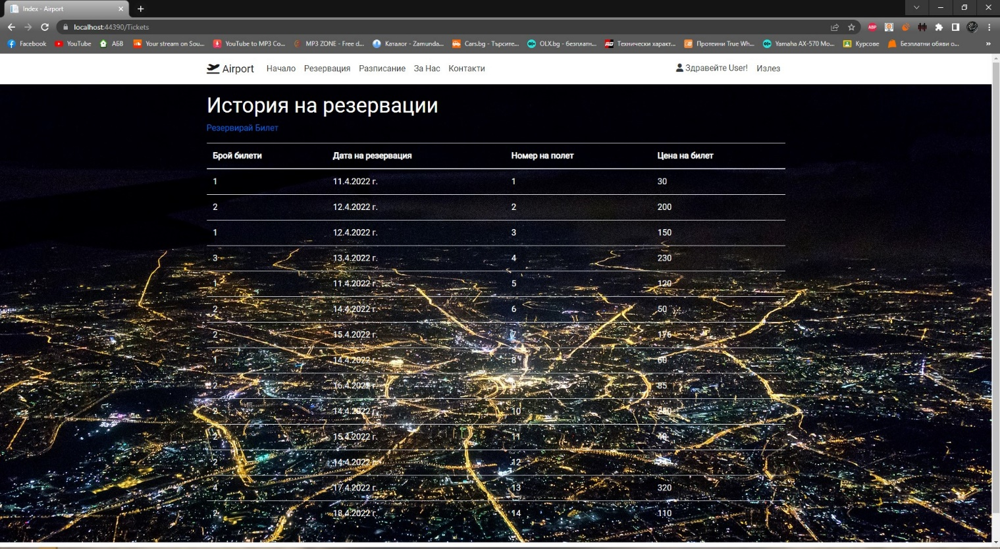 Index - Airport
localhost:44390/Tickets
ABP
Facebook YouTube АБВ Your stream on Sou... YouTube to MP3 Co... MP3 ZONE - Free d... Каталог - Zamunda... Cars.bg - Търсите... OLX.bg - безплатн... Технически характ... Протеини True Wh... Yamaha AX-570 Mo... Курсове Безплатни обяви о... »
Airport Начало Резервация Разписание За Нас Контакти Здравейте User! Излез
История на резервации
Резервирай Билет
Брой билети Дата на резервация Номер на полет Цена на билет
1 11.4.2022 г. 1 30
2 12.4.2022 г. 2 200
1 12.4.2022 г. 3 150
3 13.4.2022 г. 4 230
1 11.4.2022 г. 5 120
2 14.4.2022 г. 6 50
2 15.4.2022 г. 7 176
1 14.4.2022 г. 8 60
2 16.4.2022 г. 85
2 14.4.2022 г. 10
2 15.4.2022 г. 11
2 14.4.2022 г. 12
4 17.4.2022 г. 13 320
2 18.4.2022 г. 14 110